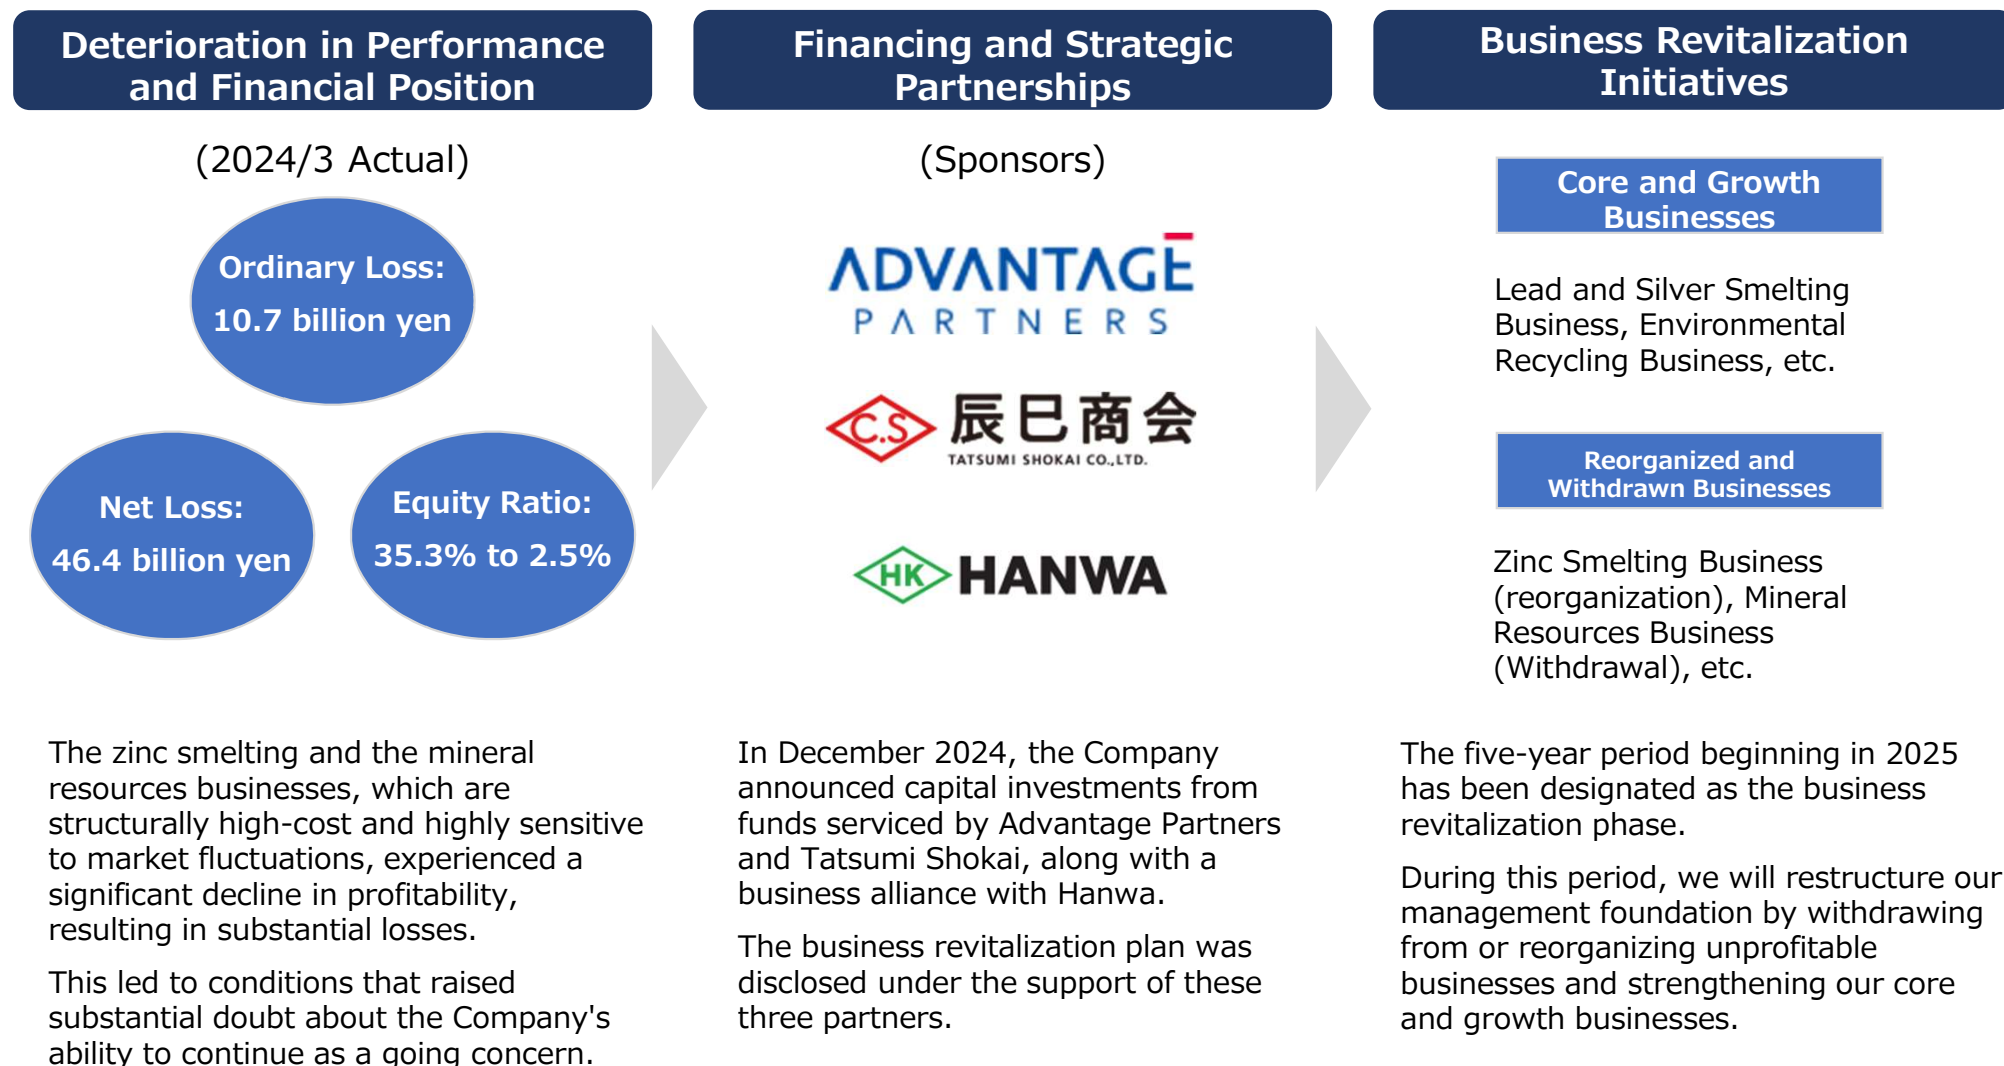 Deterioration in Performance
and Financial Position
(2024/3 Actual)
Ordinary Loss:
10.7 billion yen
Net Loss:
46.4 billion yen
Equity Ratio:
35.3% to 2.5%
The zinc smelting and the mineral
resources businesses, which are
structurally high-cost and highly sensitive
to market fluctuations, experienced a
significant decline in profitability,
resulting in substantial losses.
This led to conditions that raised
substantial doubt about the Company's
ability to continue as a going concern.
Financing and Strategic
Partnerships
(Sponsors)
ADVANTAGE
PARTNERS
C.S 辰巳商会
TATSUMI SHOKAI CO.,LTD.
HK HANWA
In December 2024, the Company
announced capital investments from
funds serviced by Advantage Partners
and Tatsumi Shokai, along with a
business alliance with Hanwa.
The business revitalization plan was
disclosed under the support of these
three partners.
Business Revitalization
Initiatives
Core and Growth
Businesses
Lead and Silver Smelting
Business, Environmental
Recycling Business, etc.
Reorganized and
Withdrawn Businesses
Zinc Smelting Business
(reorganization), Mineral
Resources Business
(Withdrawal), etc.
The five-year period beginning in 2025
has been designated as the business
revitalization phase.
During this period, we will restructure our
management foundation by withdrawing
from or reorganizing unprofitable
businesses and strengthening our core
and growth businesses.